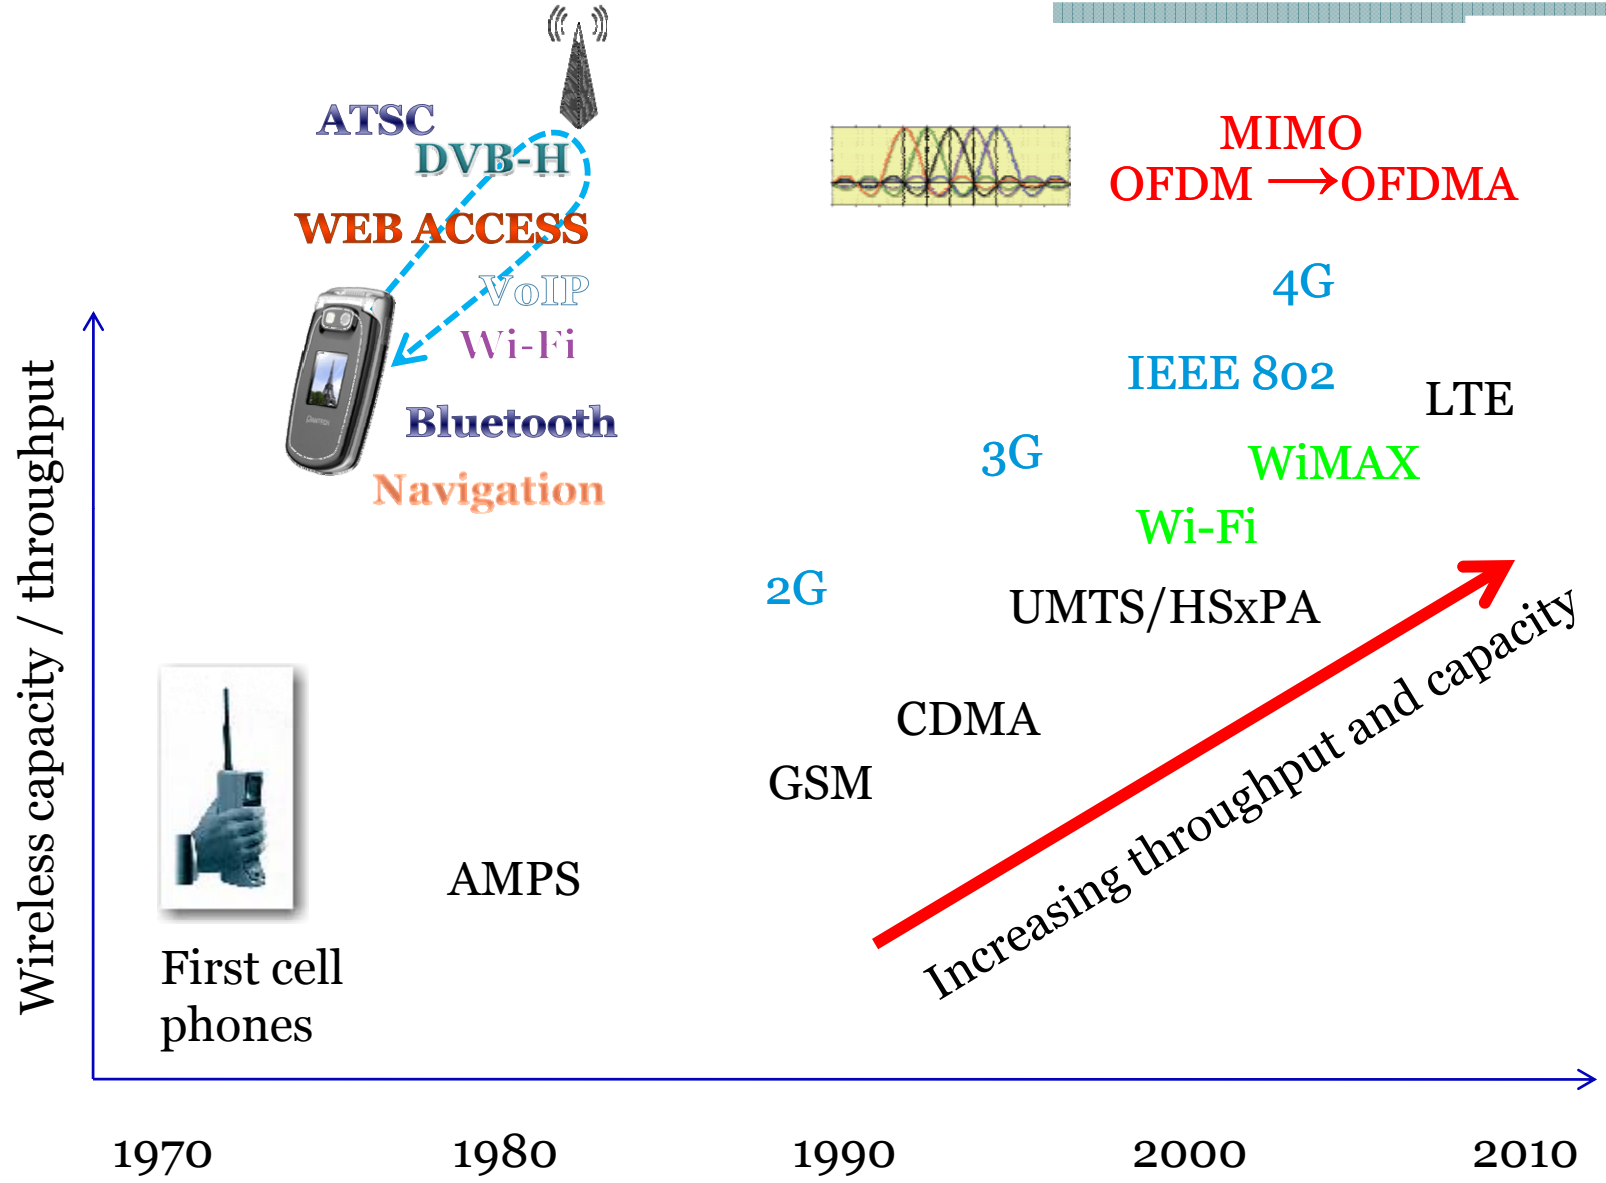 ATSC
DVB-H
WEB ACCESS
VoIP
Wi-Fi
Bluetooth
Navigation
MIMO
OFDM →OFDMA
4G
IEEE 802
LTE
3G
WiMAX
Wi-Fi
2G
UMTS/HSxPA
CDMA
GSM
AMPS
Increasing throughput and capacity
First cell
phones
Wireless capacity / throughput
1970 1980 1990 2000 2010